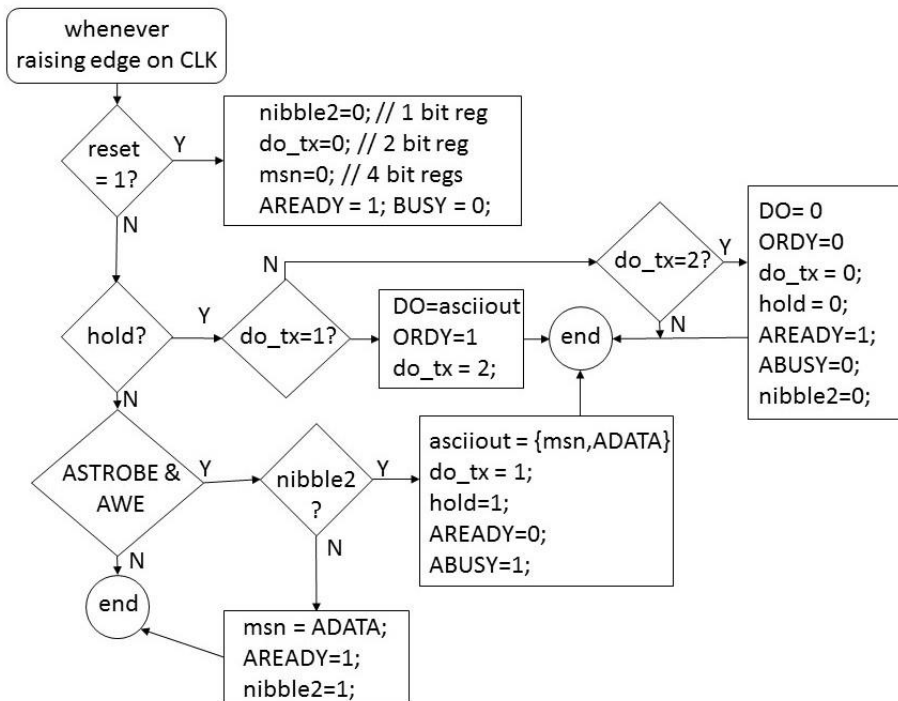 whenever
raising edge on CLK
reset
= 1?
Y
N
nibble2=0; // 1 bit reg
do_tx=0; // 2 bit reg
msn=0; // 4 bit regs
AREADY = 1; BUSY = 0;
hold?
Y
N
do_tx=1?
N
DO=asciiout
ORDY=1
do_tx = 2;
end
do_tx=2?
Y
N
DO= 0
ORDY=0
do_tx = 0;
hold = 0;
AREADY=1;
ABUSY=0;
nibble2=0;
ASTROBE &
AWE
Y
N
nibble2
?
Y
N
asciiout = {msn,ADATA}
do_tx = 1;
hold=1;
AREADY=0;
ABUSY=1;
end
msn = ADATA;
AREADY=1;
nibble2=1;